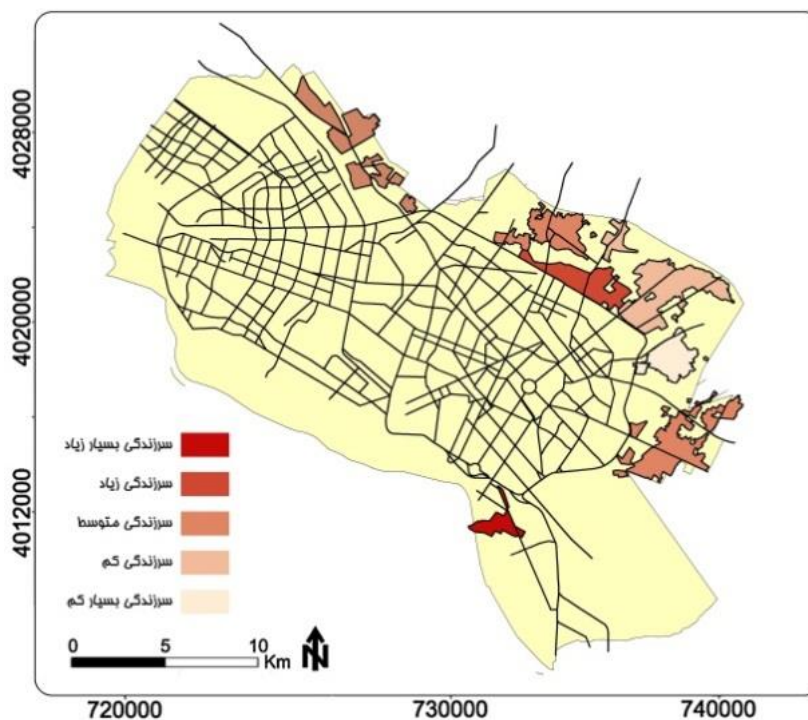 4028000
4020000
4012000
سرزندگی بسیار زیاد
سرزندگی زیاد
سرزندگی متوسط
سرزندگی کم
سرزندگی بسیار کم
0 5 10
Km
N
720000 730000 740000